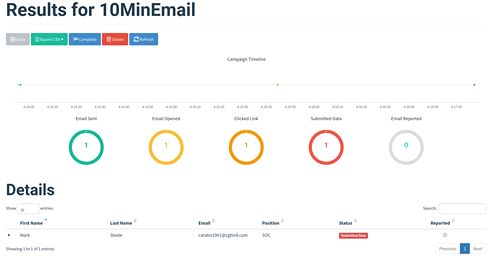 Results for 10MinEmail
Back Export CSV Complete Delete Refresh
Campaign Timeline
Email Sent Email Opened Clicked Link Submitted Data Email Reported
1 1 1 1 0
Details
Show 10 entries Search:
First Name Last Name Email Position Status Reported
Mark Steele carabo1901@cgbird.com SOC Submitted Data
Showing 1 to 1 of 1 entries Previous 1 Next